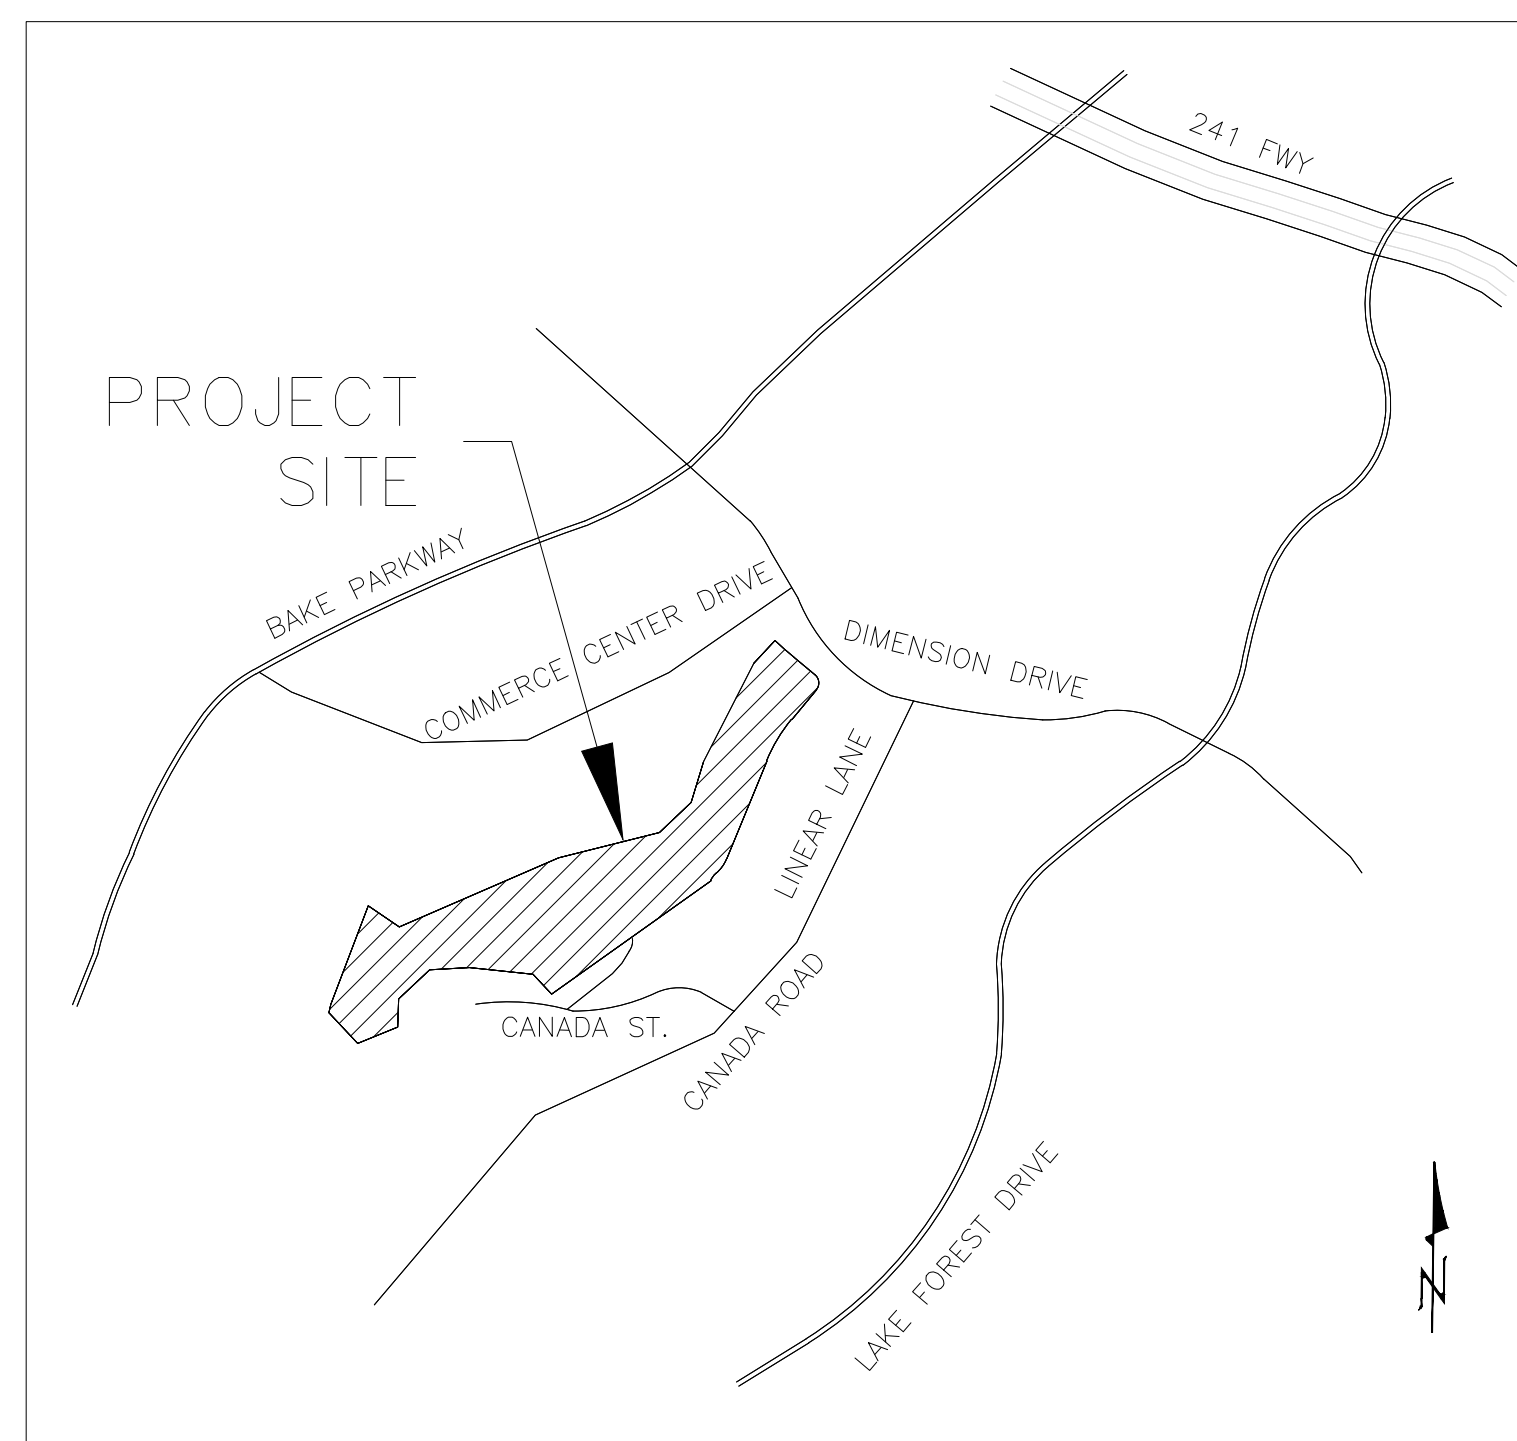 241 FWY
PROJECT
SITE
BAKE PARKWAY
COMMERCE CENTER DRIVE
DIMENSION DRIVE
LINEAR LANE
CANADA ST.
CANADA ROAD
LAKE FOREST DRIVE
N